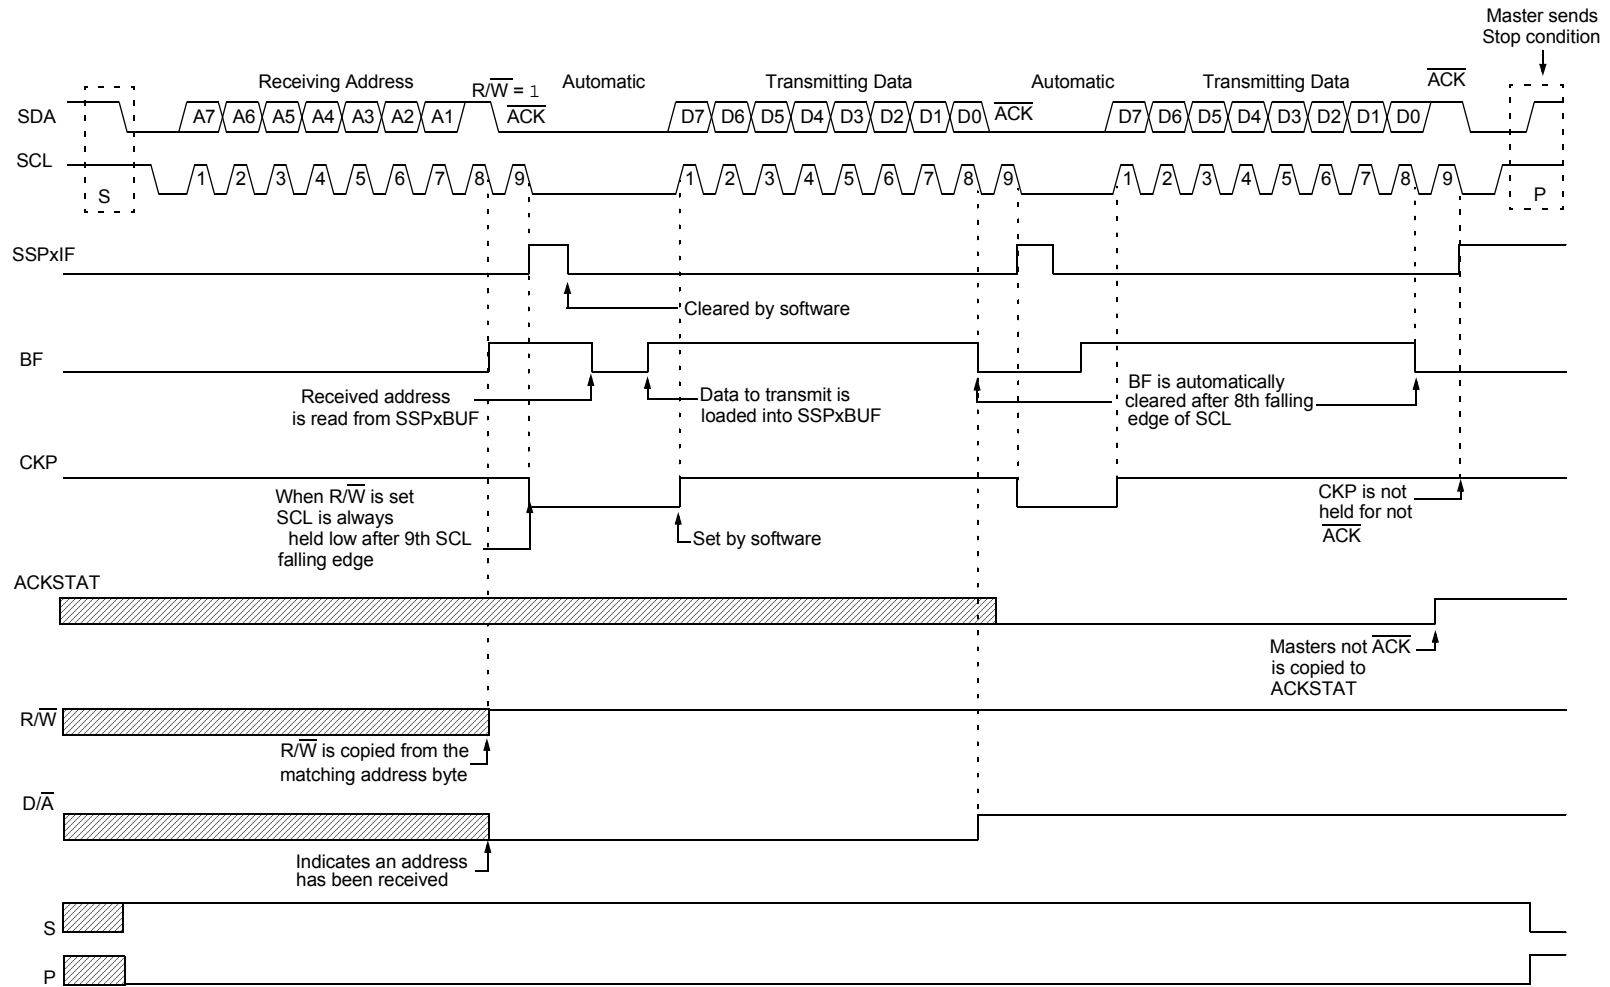 Master sends
Stop condition
Receiving Address
R/W̅ = 1
Automatic
Transmitting Data
Automatic
Transmitting Data
A̅C̅K̅
SDA
A7 A6 A5 A4 A3 A2 A1
A̅C̅K̅
D7 D6 D5 D4 D3 D2 D1 D0
A̅C̅K̅
D7 D6 D5 D4 D3 D2 D1 D0
SCL
S
1 2 3 4 5 6 7 8 9
1 2 3 4 5 6 7 8 9
1 2 3 4 5 6 7 8 9
P
SSPxIF
Cleared by software
BF
Received address
is read from SSPxBUF
Data to transmit is
loaded into SSPxBUF
BF is automatically
cleared after 8th falling
edge of SCL
CKP
When R/W̅ is set
SCL is always
held low after 9th SCL
falling edge
Set by software
CKP is not
held for not
A̅C̅K̅
ACKSTAT
Masters not A̅C̅K̅
is copied to
ACKSTAT
R/W̅
R/W̅ is copied from the
matching address byte
D/A̅
Indicates an address
has been received
S
P